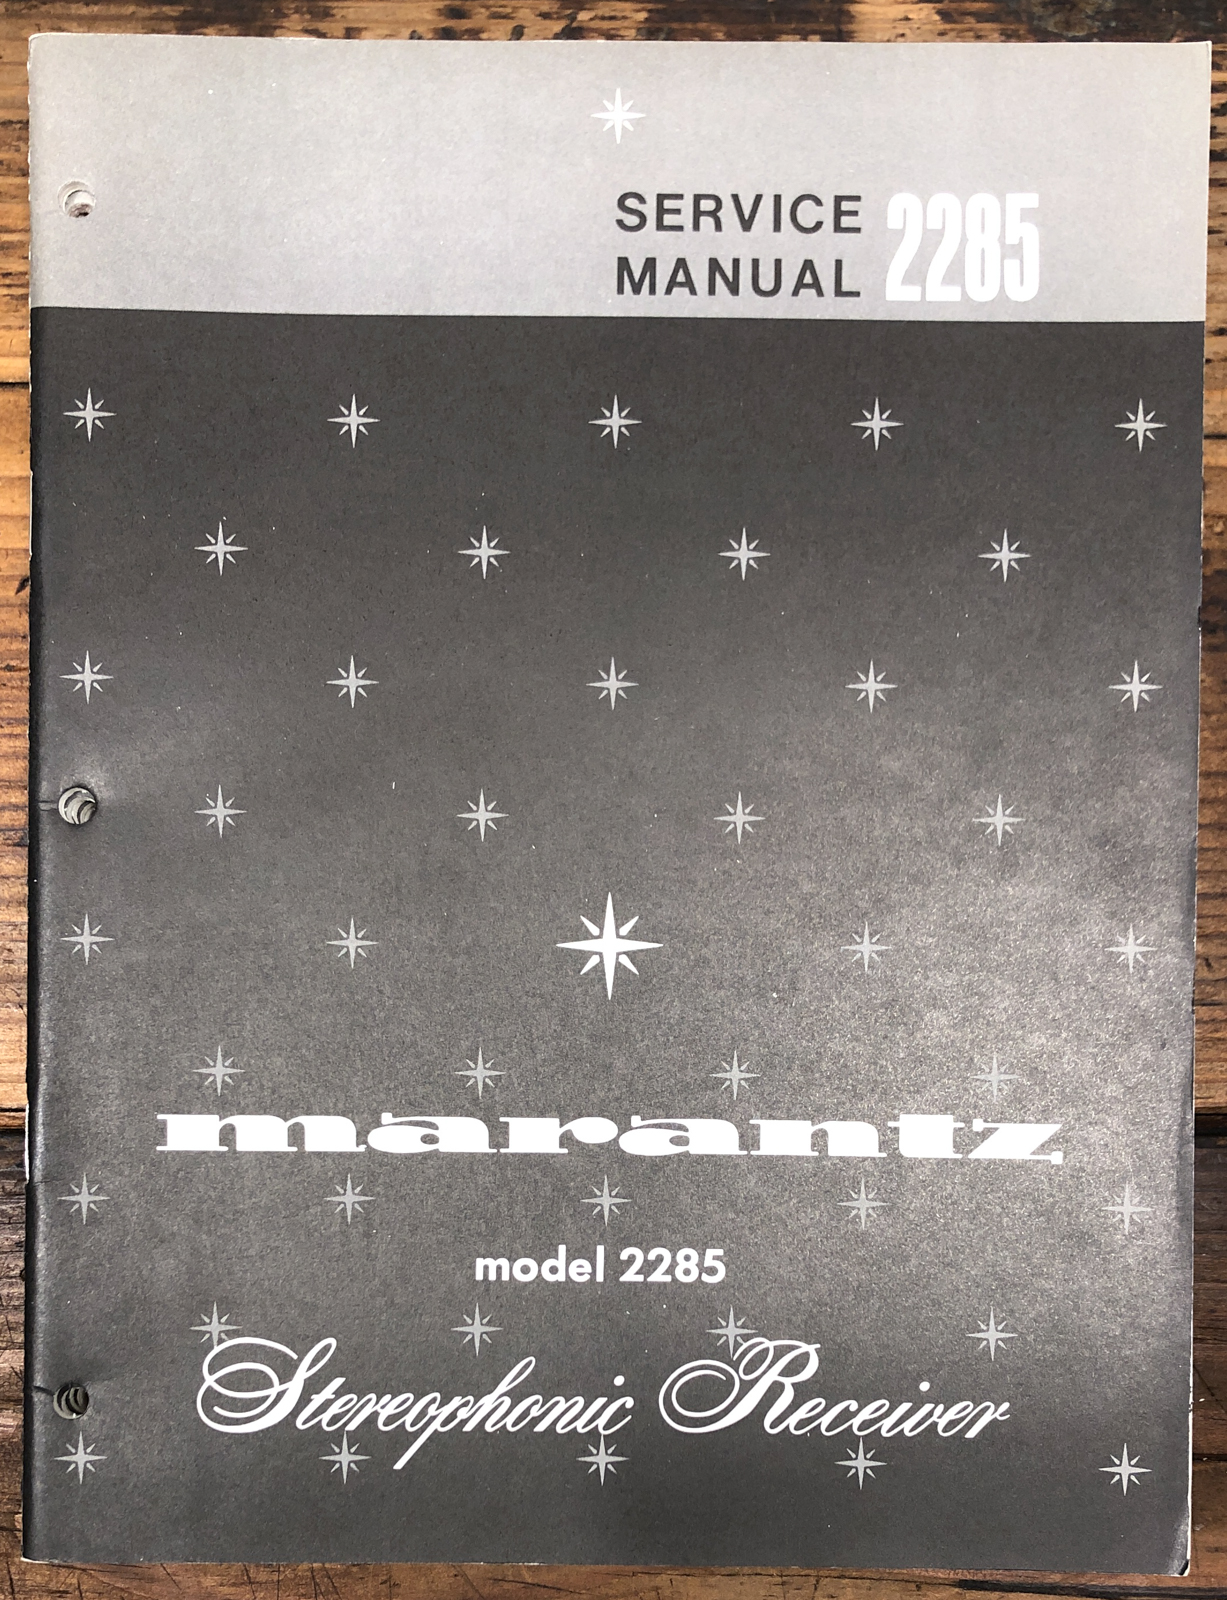 SERVICE
MANUAL 2285
marantz
model 2285
Stereophonic Receiver